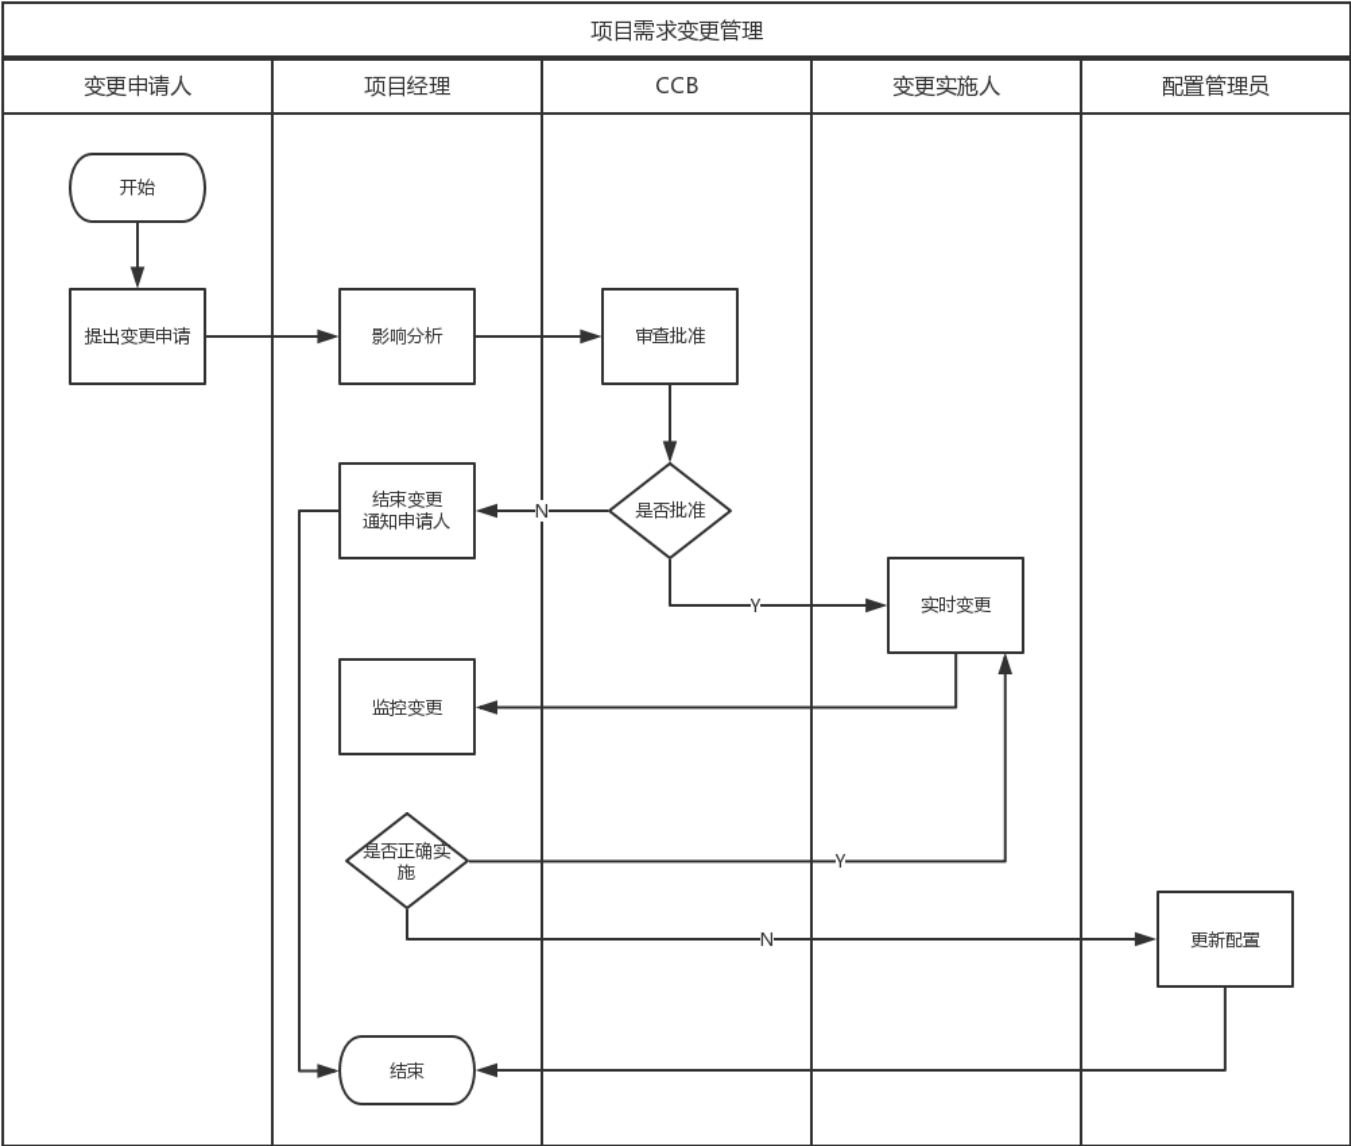 项目需求变更管理
变更申请人
项目经理
CCB
变更实施人
配置管理员
开始
提出变更申请
影响分析
审查批准
结束变更
通知申请人
N
是否批准
Y
实时变更
监控变更
是否正确实
施
Y
N
更新配置
结束